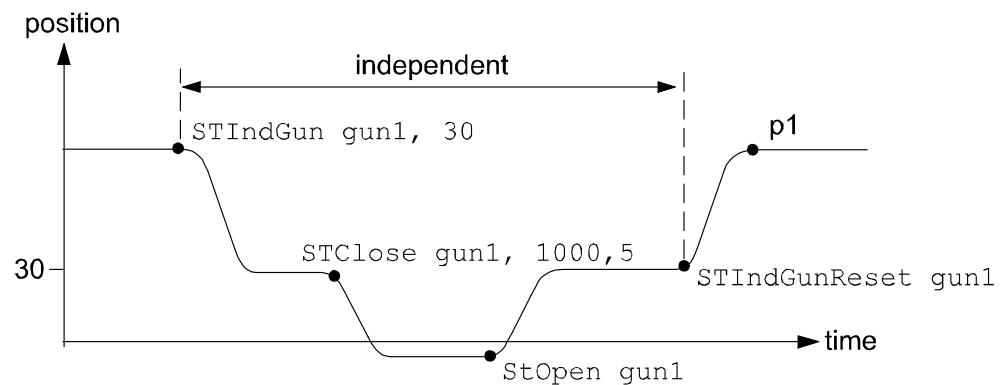 position
independent
STIndGun gun1, 30
p1
STClose gun1, 1000,5
30
STIndGunReset gun1
time
StOpen gun1